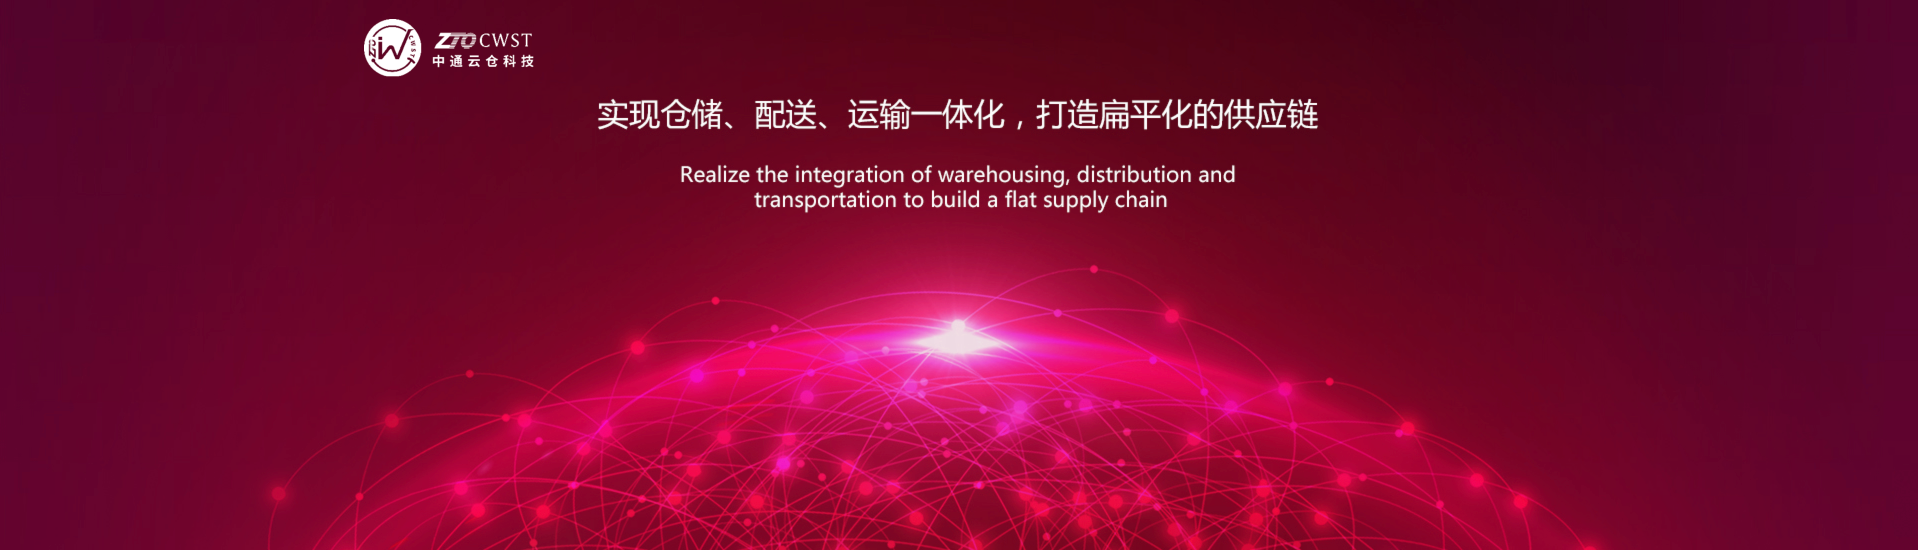 ZTO CWST
中通云仓科技
实现仓储、配送、运输一体化，打造扁平化的供应链
Realize the integration of warehousing, distribution and
transportation to build a flat supply chain